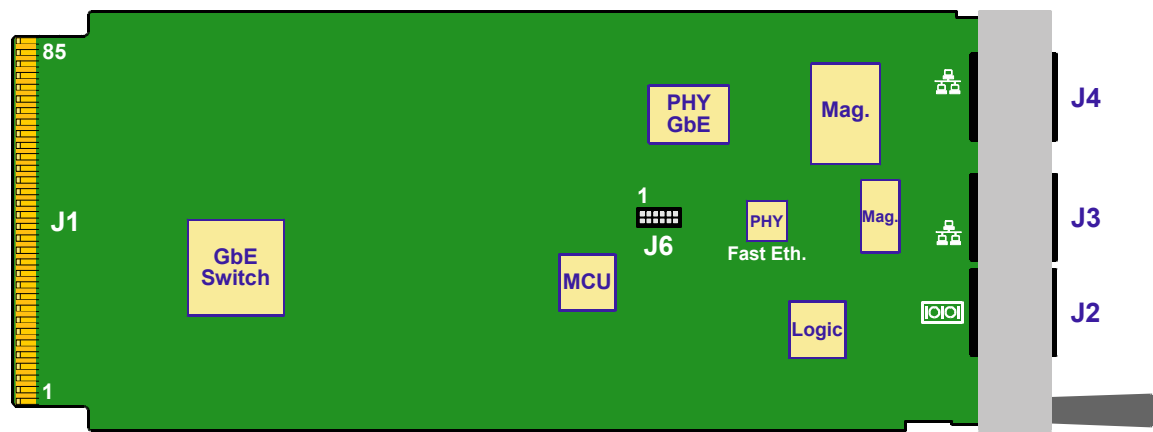 85
J4
PHY
GbE
Mag.
1
J1
J6
PHY
Fast Eth.
Mag.
J3
GbE
Switch
MCU
Logic
IOIOI
J2
1